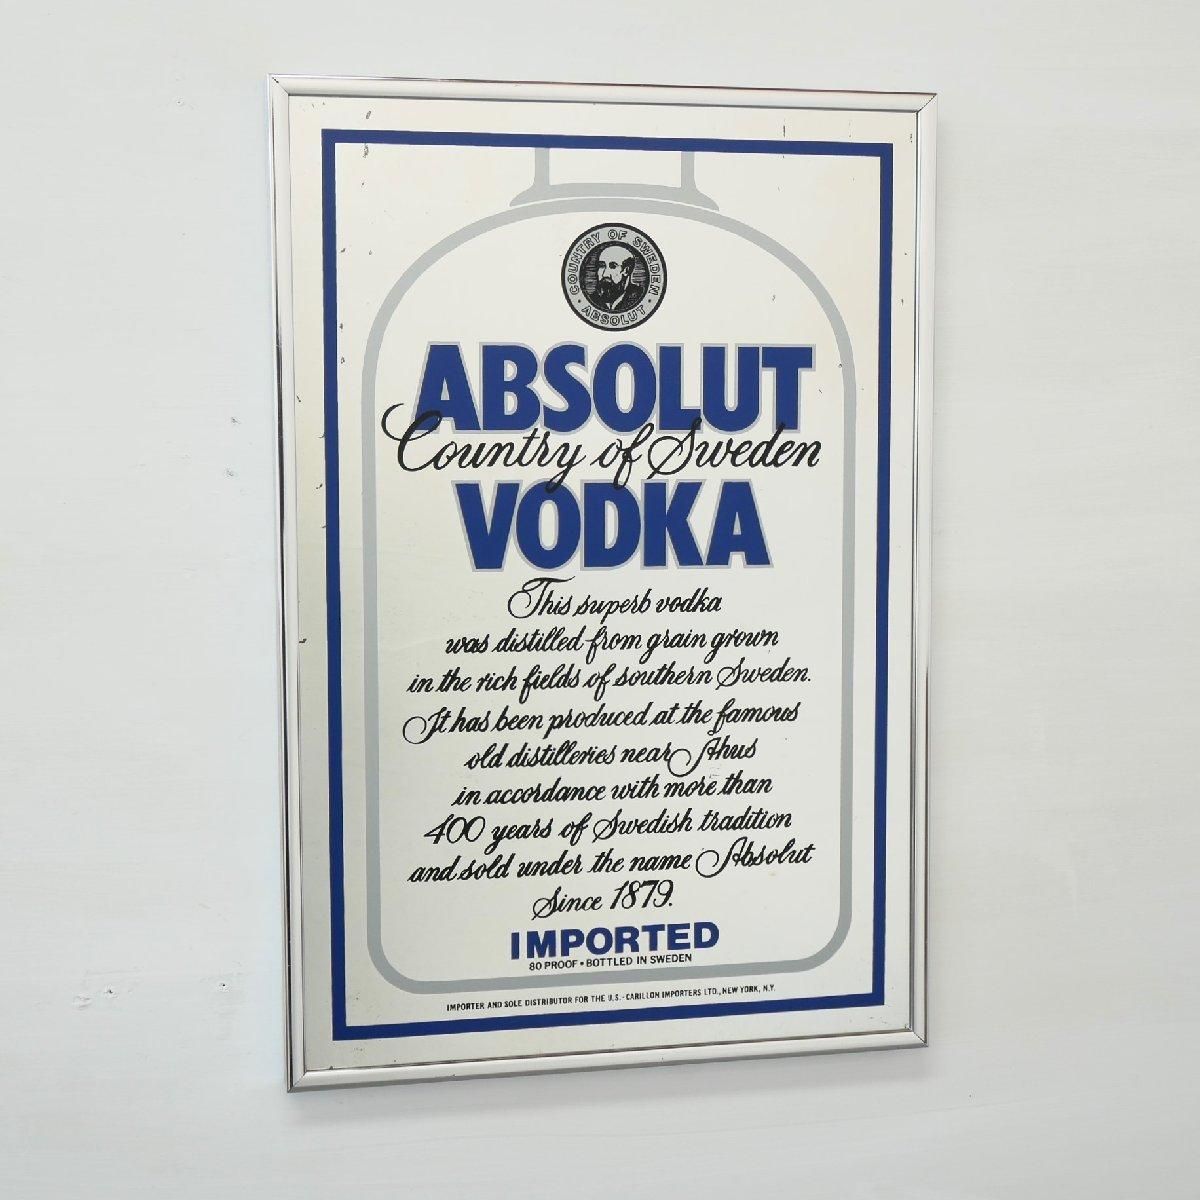 COUNTRY OF SWEDEN
ABSOLUT
ABSOLUT
Country of Sweden
VODKA
This superb vodka
was distilled from grain grown
in the rich fields of southern Sweden.
It has been produced at the famous
old distilleries near Ahus
in accordance with more than
400 years of Swedish tradition
and sold under the name Absolut
Since 1879.
IMPORTED
80 PROOF • BOTTLED IN SWEDEN
IMPORTER AND SOLE DISTRIBUTOR FOR THE U.S. - CARILLON IMPORTERS LTD., NEW YORK, N.Y.